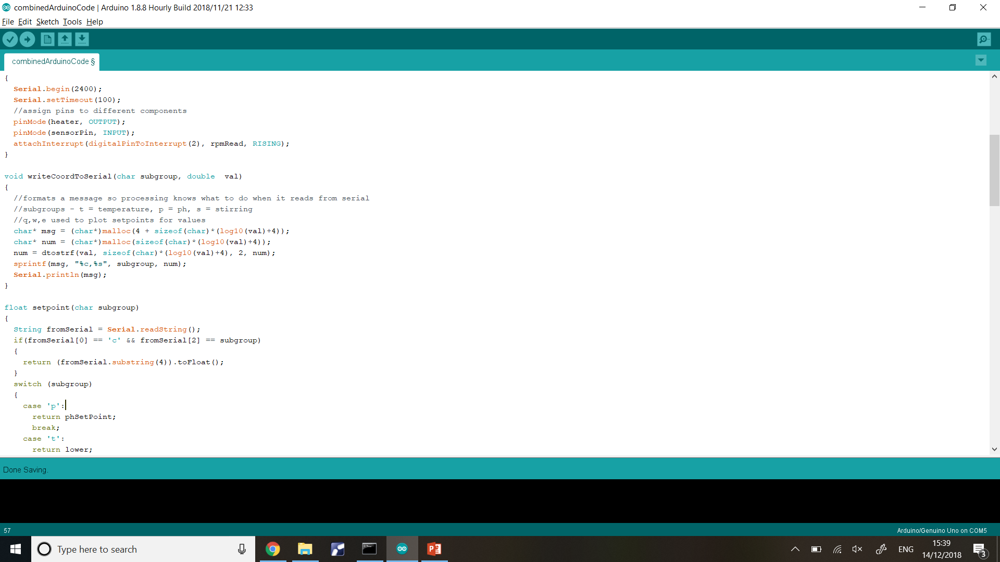 combinedArduinoCode | Arduino 1.8.8 Hourly Build 2018/11/21 12:33
File Edit Sketch Tools Help
combinedArduinoCode §
{
  Serial.begin(2400);
  Serial.setTimeout(100);
  //assign pins to different components
  pinMode(heater, OUTPUT);
  pinMode(sensorPin, INPUT);
  attachInterrupt(digitalPinToInterrupt(2), rpmRead, RISING);
}
void writeCoordToSerial(char subgroup, double  val)
{
  //formats a message so processing knows what to do when it reads from serial
  //subgroups - t = temperature, p = ph, s = stirring
  //q,w,e used to plot setpoints for values
  char* msg = (char*)malloc(4 + sizeof(char)*(log10(val)+4));
  char* num = (char*)malloc(sizeof(char)*(log10(val)+4));
  num = dtostrf(val, sizeof(char)*(log10(val)+4), 2, num);
  sprintf(msg, "%c,%s", subgroup, num);
  Serial.println(msg);
}
float setpoint(char subgroup)
{
  String fromSerial = Serial.readString();
  if(fromSerial[0] == 'c' && fromSerial[2] == subgroup)
  {
    return (fromSerial.substring(4)).toFloat();
  }
  switch (subgroup)
  {
    case 'p':
      return phSetPoint;
      break;
    case 't':
      return lower;
Done Saving.
57
Arduino/Genuino Uno on COM5
Type here to search
ENG
15:39
14/12/2018
3